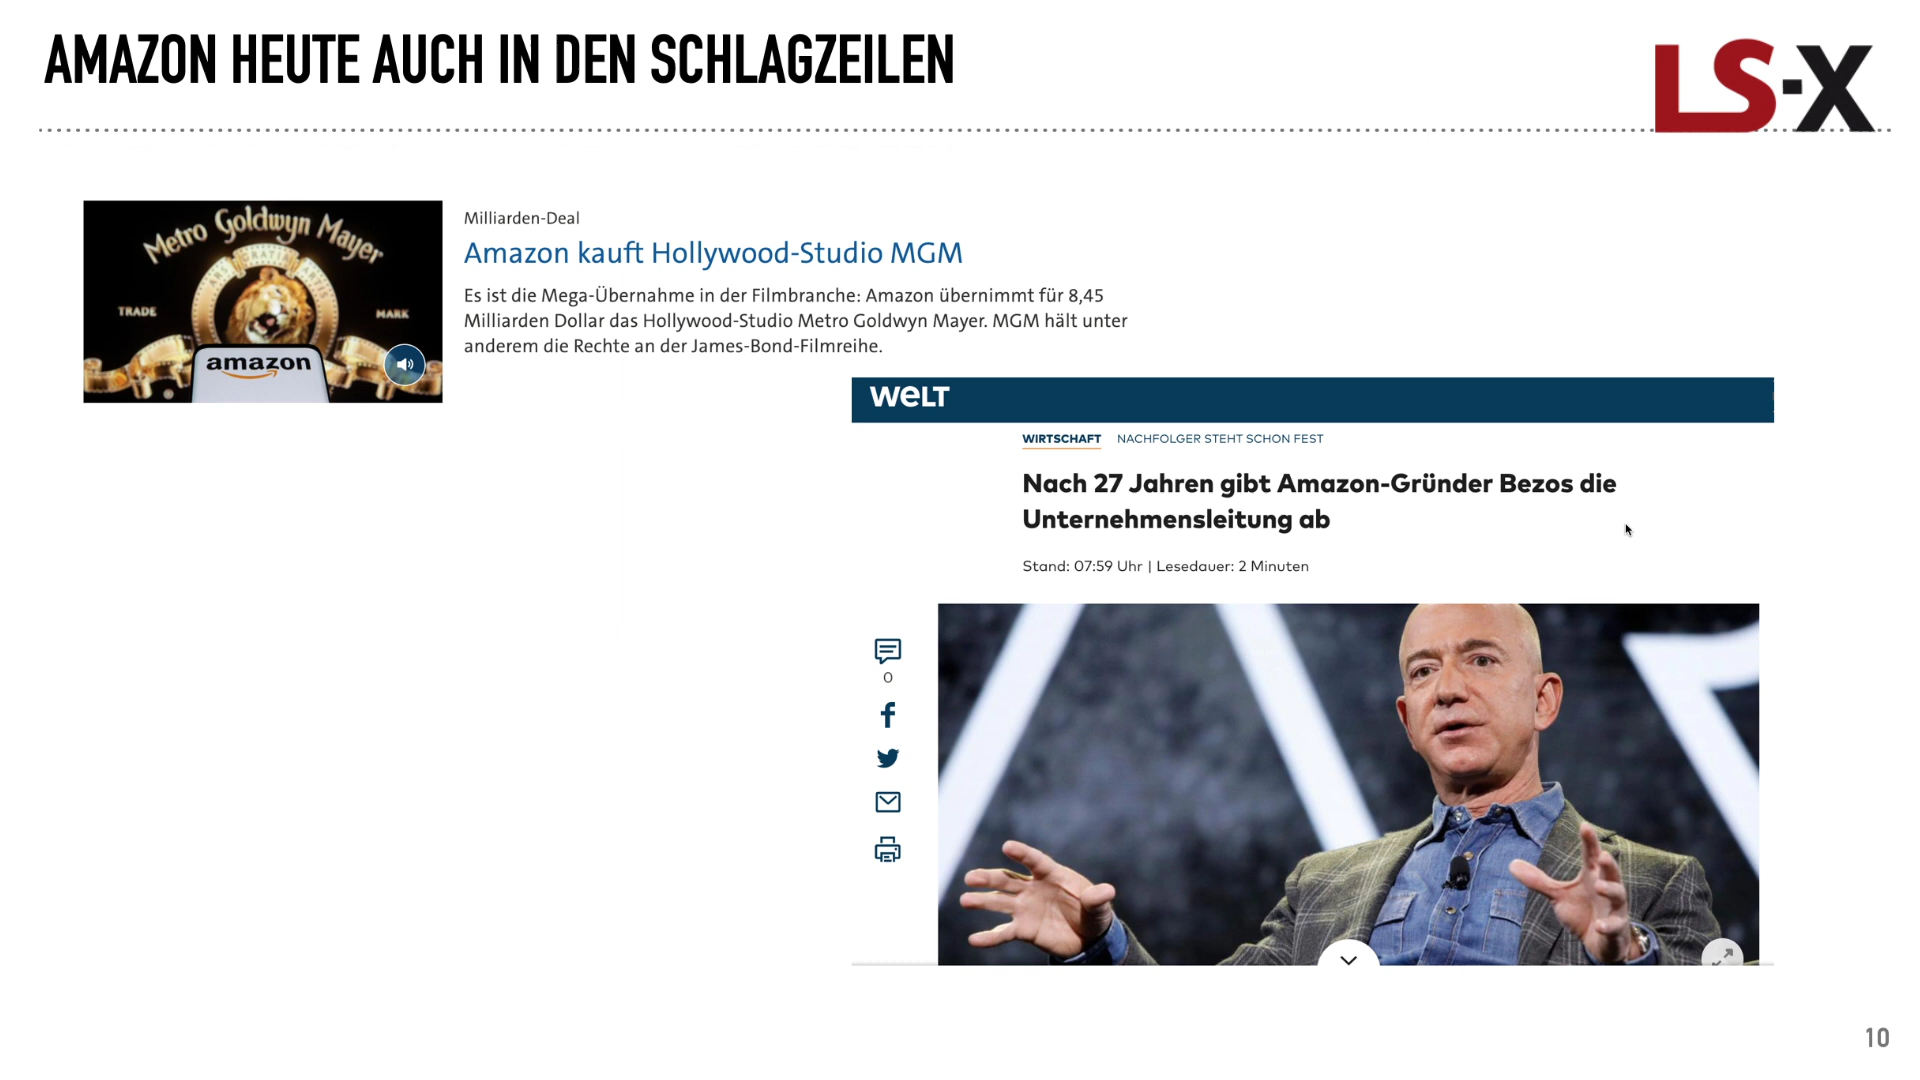 AMAZON HEUTE AUCH IN DEN SCHLAGZEILEN
LS-X
Metro Goldwyn Mayer
ARS GRATIA ARTIS
TRADE
MARK
amazon
Milliarden-Deal
Amazon kauft Hollywood-Studio MGM
Es ist die Mega-Übernahme in der Filmbranche: Amazon übernimmt für 8,45
Milliarden Dollar das Hollywood-Studio Metro Goldwyn Mayer. MGM hält unter
anderem die Rechte an der James-Bond-Filmreihe.
WELT
WIRTSCHAFT NACHFOLGER STEHT SCHON FEST
Nach 27 Jahren gibt Amazon-Gründer Bezos die
Unternehmensleitung ab
Stand: 07:59 Uhr | Lesedauer: 2 Minuten
0
10